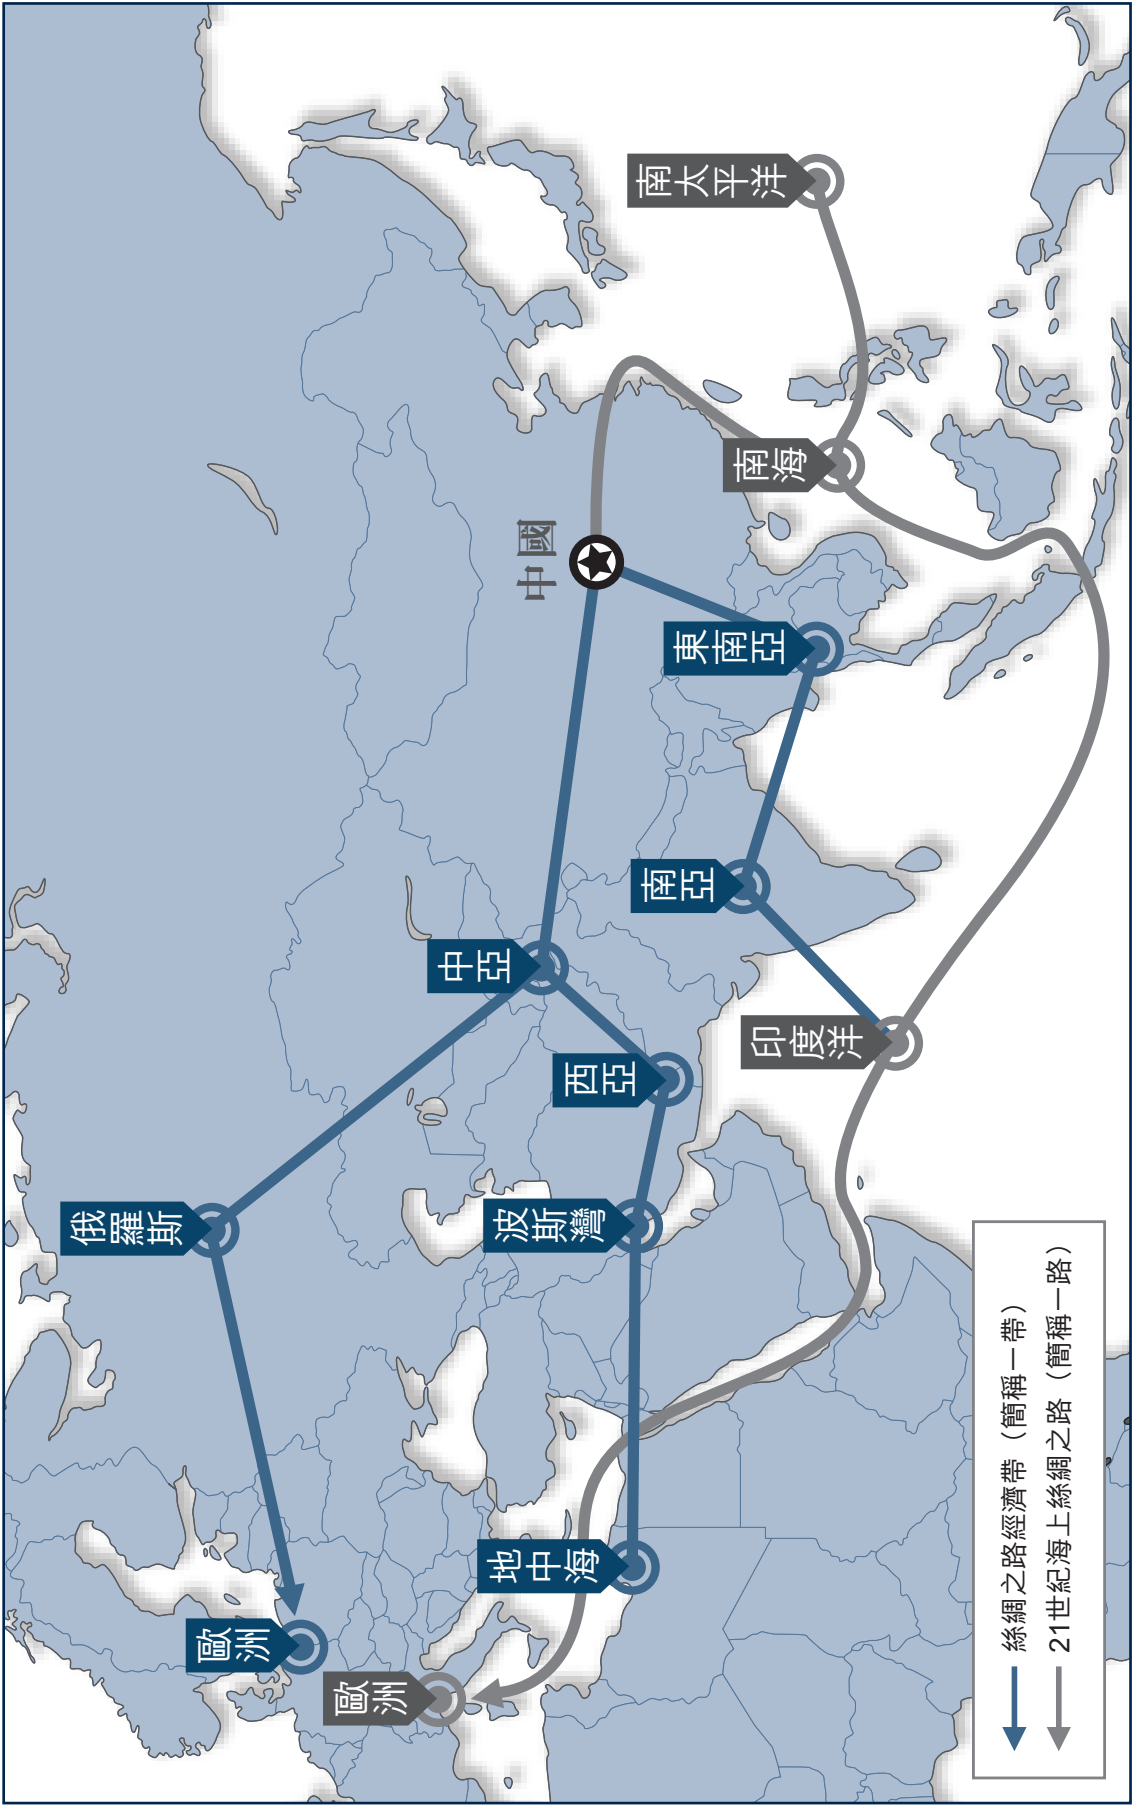 歐洲
俄羅斯
中亞
中國
歐洲
地中海
波斯灣
西亞
南亞
東南亞
南海
南太平洋
印度洋
絲綢之路經濟帶（簡稱一帶）
21世紀海上絲綢之路（簡稱一路）